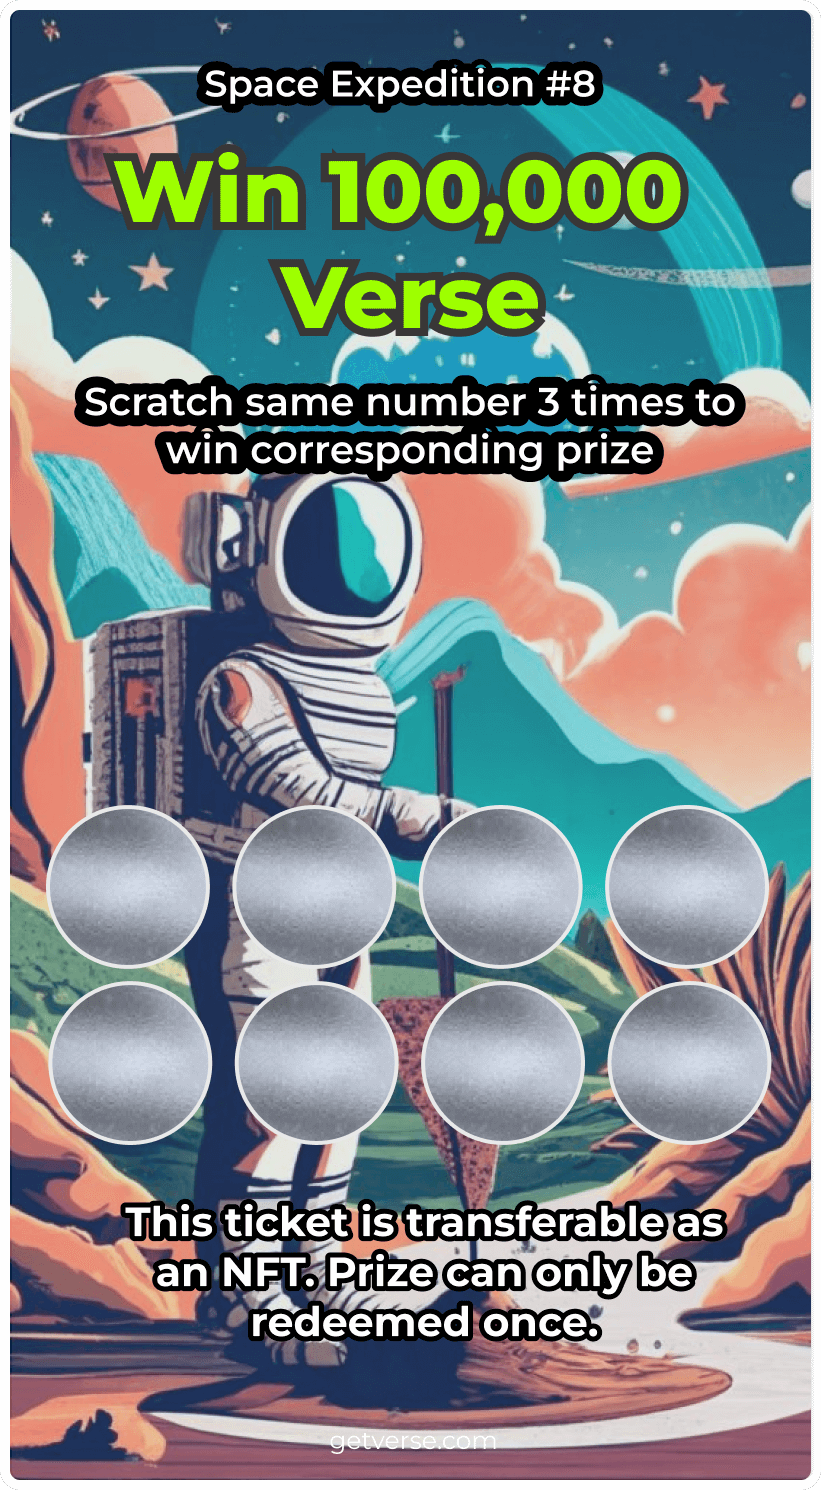 Space Expedition #8
Win 100,000
Verse
Scratch same number 3 times to
win corresponding prize
This ticket is transferable as
an NFT. Prize can only be
redeemed once.
getverse.com